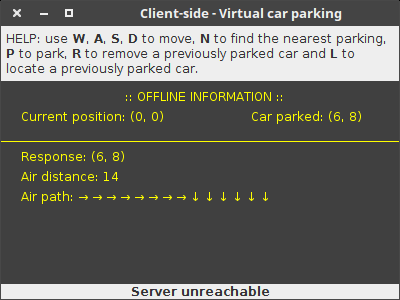 Client-side - Virtual car parking
HELP: use W, A, S, D to move, N to find the nearest parking,
P to park, R to remove a previously parked car and L to
locate a previously parked car.
:: OFFLINE INFORMATION ::
Current position: (0, 0) Car parked: (6, 8)
Response: (6, 8)
Air distance: 14
Air path: → → → → → → → → ↓ ↓ ↓ ↓ ↓ ↓
Server unreachable